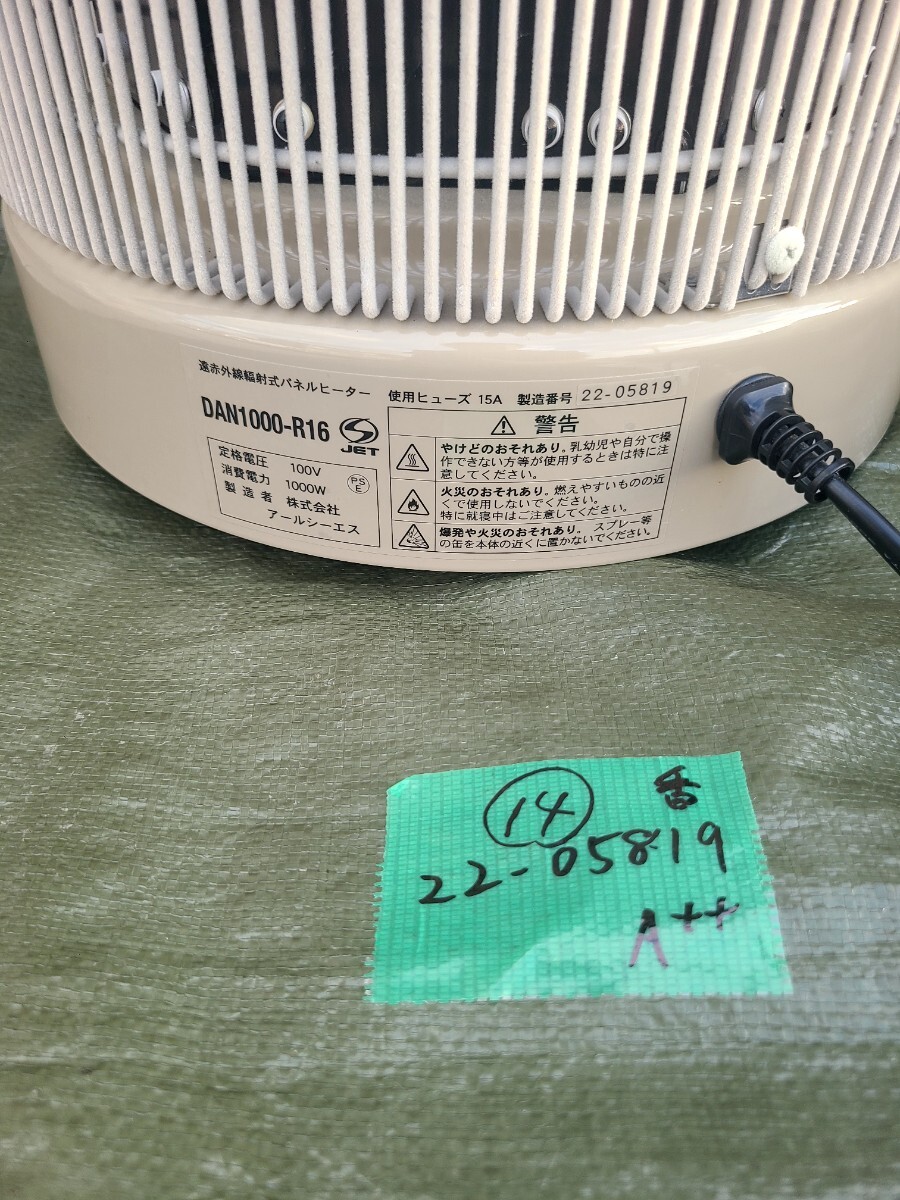 遠赤外線輻射式パネルヒーター
DAN1000-R16
JET
定格電圧 100V
消費電力 1000W
製造者 株式会社
アールシーエス
PS
E
使用ヒューズ 15A 製造番号 22-05819
警告
やけどのおそれあり。乳幼児や自分で操
作できない方等が使用するときは特に注
意してください。
火災のおそれあり。燃えやすいものの近
くで使用しないでください。
特に就寝中はご注意してください。
爆発や火災のおそれあり。 スプレー等
の缶を本体の近くに置かないでください。
14 番
22-05819
A++